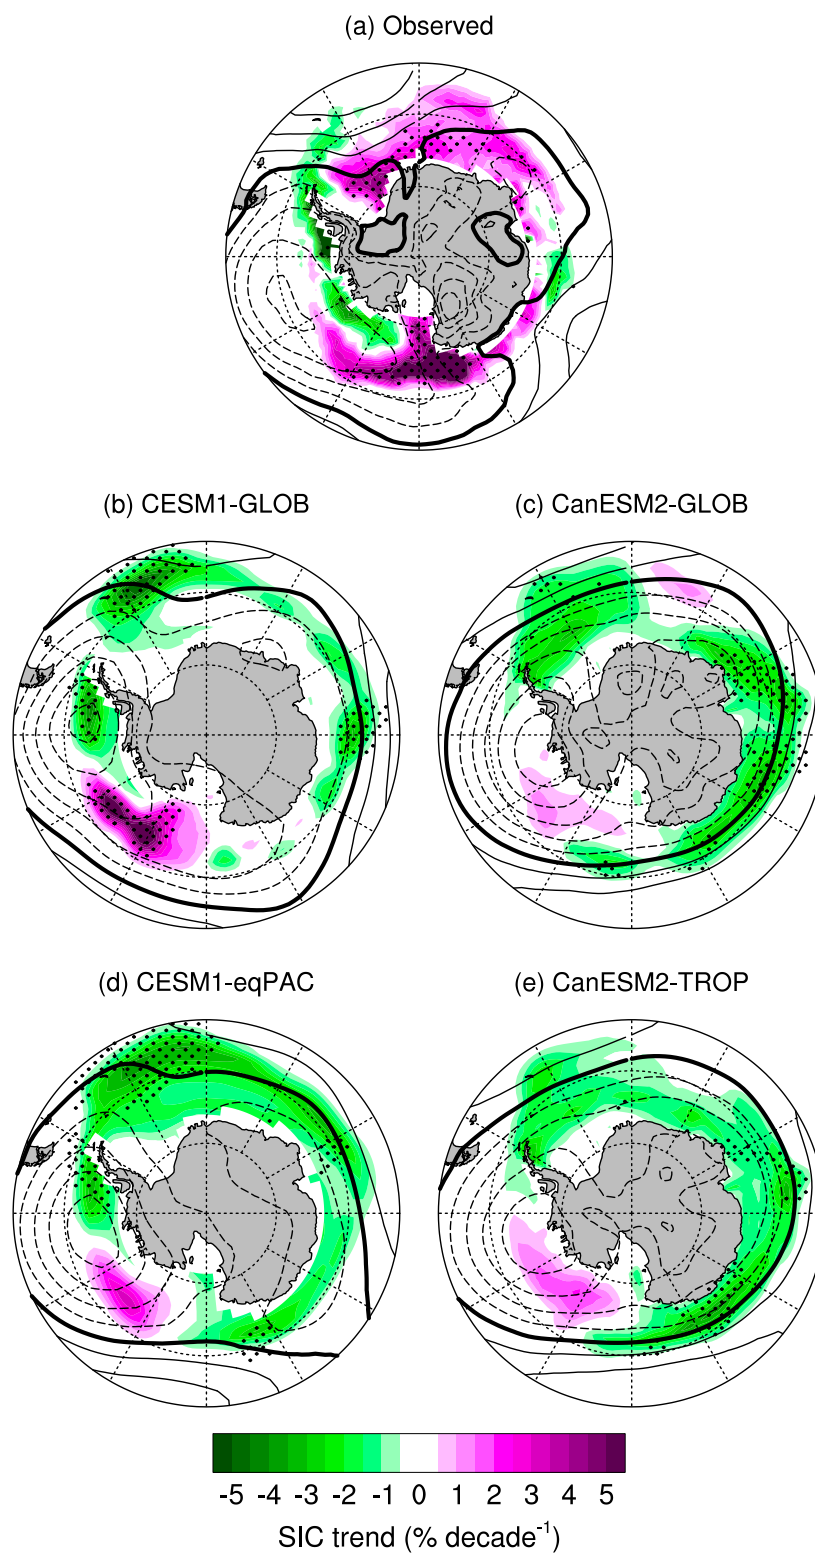 (a) Observed
(b) CESM1-GLOB
(c) CanESM2-GLOB
(d) CESM1-eqPAC
(e) CanESM2-TROP
-5 -4 -3 -2 -1 0 1 2 3 4 5
SIC trend (% decade⁻¹)